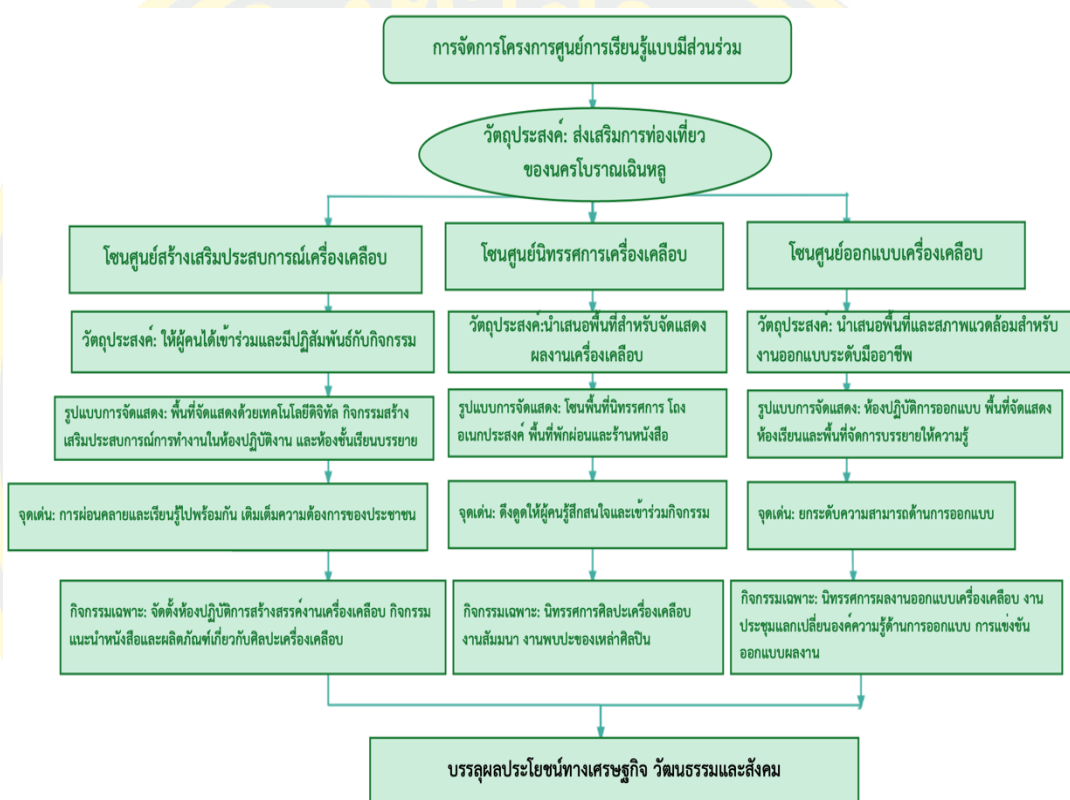 การจัดการโครงการศูนย์การเรียนรู้แบบมีส่วนร่วม
วัตถุประสงค์: ส่งเสริมการท่องเที่ยว
ของนครโบราณเฉินหลู
โซนศูนย์สร้างเสริมประสบการณ์เครื่องเคลือบ
วัตถุประสงค์: ให้ผู้คนได้เข้าร่วมและมีปฏิสัมพันธ์กับกิจกรรม
รูปแบบการจัดแสดง: พื้นที่จัดแสดงด้วยเทคโนโลยีดิจิทัล กิจกรรมสร้าง
เสริมประสบการณ์การทำงานในห้องปฏิบัติงาน และห้องชั้นเรียนบรรยาย
จุดเด่น: การผ่อนคลายและเรียนรู้ไปพร้อมกัน เติมเต็มความต้องการของประชาชน
กิจกรรมเฉพาะ: จัดตั้งห้องปฏิบัติการสร้างสรรค์งานเครื่องเคลือบ กิจกรรม
แนะนำหนังสือและผลิตภัณฑ์เกี่ยวกับศิลปะเครื่องเคลือบ
โซนศูนย์นิทรรศการเครื่องเคลือบ
วัตถุประสงค์:นำเสนอพื้นที่สำหรับจัดแสดง
ผลงานเครื่องเคลือบ
รูปแบบการจัดแสดง: โซนพื้นที่นิทรรศการ โถง
อเนกประสงค์ พื้นที่พักผ่อนและร้านหนังสือ
จุดเด่น: ดึงดูดให้ผู้คนรู้สึกสนใจและเข้าร่วมกิจกรรม
กิจกรรมเฉพาะ: นิทรรศการศิลปะเครื่องเคลือบ
งานสัมมนา งานพบปะของเหล่าศิลปิน
โซนศูนย์ออกแบบเครื่องเคลือบ
วัตถุประสงค์: นำเสนอพื้นที่และสภาพแวดล้อมสำหรับ
งานออกแบบระดับมืออาชีพ
รูปแบบการจัดแสดง: ห้องปฏิบัติการออกแบบ พื้นที่จัดแสดง
ห้องเรียนและพื้นที่จัดการบรรยายให้ความรู้
จุดเด่น: ยกระดับความสามารถด้านการออกแบบ
กิจกรรมเฉพาะ: นิทรรศการผลงานออกแบบเครื่องเคลือบ งาน
ประชุมแลกเปลี่ยนองค์ความรู้ด้านการออกแบบ การแข่งขัน
ออกแบบผลงาน
บรรลุผลประโยชน์ทางเศรษฐกิจ วัฒนธรรมและสังคม